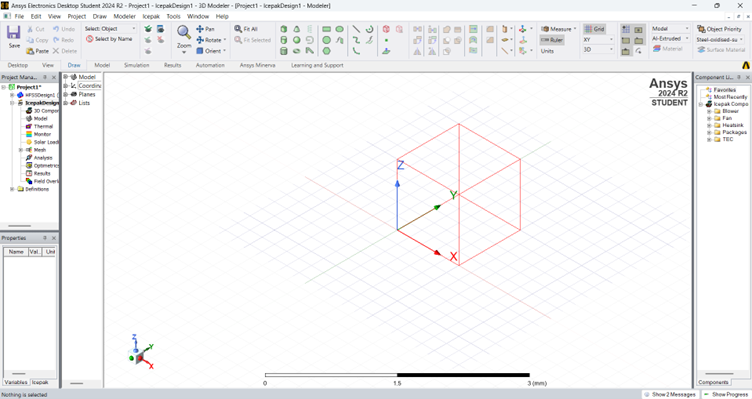 Ansys Electronics Desktop Student 2024 R2 - Project1 - IcepakDesign1 - 3D Modeler - [Project1 - IcepakDesign1 - Modeler]
File Edit View Project Draw Modeler Icepak Tools Window Help
Save
Cut
Copy
Paste
Undo
Redo
Delete
Select: Object
Select by Name
Zoom
Pan
Rotate
Orient
Fit All
Fit Selected
Measure
Ruler
Units
Grid
XY
3D
Model
Al-Extruded
Material
Object Priority
Steel-oxidised-su
Surface Material
Desktop View Draw Model Simulation Results Automation Ansys Minerva Learning and Support
Project Mana...
Project1*
HFSSDesign1 (
IcepakDesign
3D Compor
Model
Thermal
Monitor
Solar Loadi
Mesh
Analysis
Optimetrics
Results
Field Overl
Definitions
Properties
Name Val.. Uni
Variables Icepak
Model
Coordina
Planes
Lists
Ansys
2024 R2
STUDENT
Z
Y
X
Z
Y
X
0 1.5 3 (mm)
Component Li...
Favorites
Most Recently
Icepak Compo
Blower
Fan
Heatsink
Packages
TEC
Components
Nothing is selected
Show 2 Messages
Show Progress